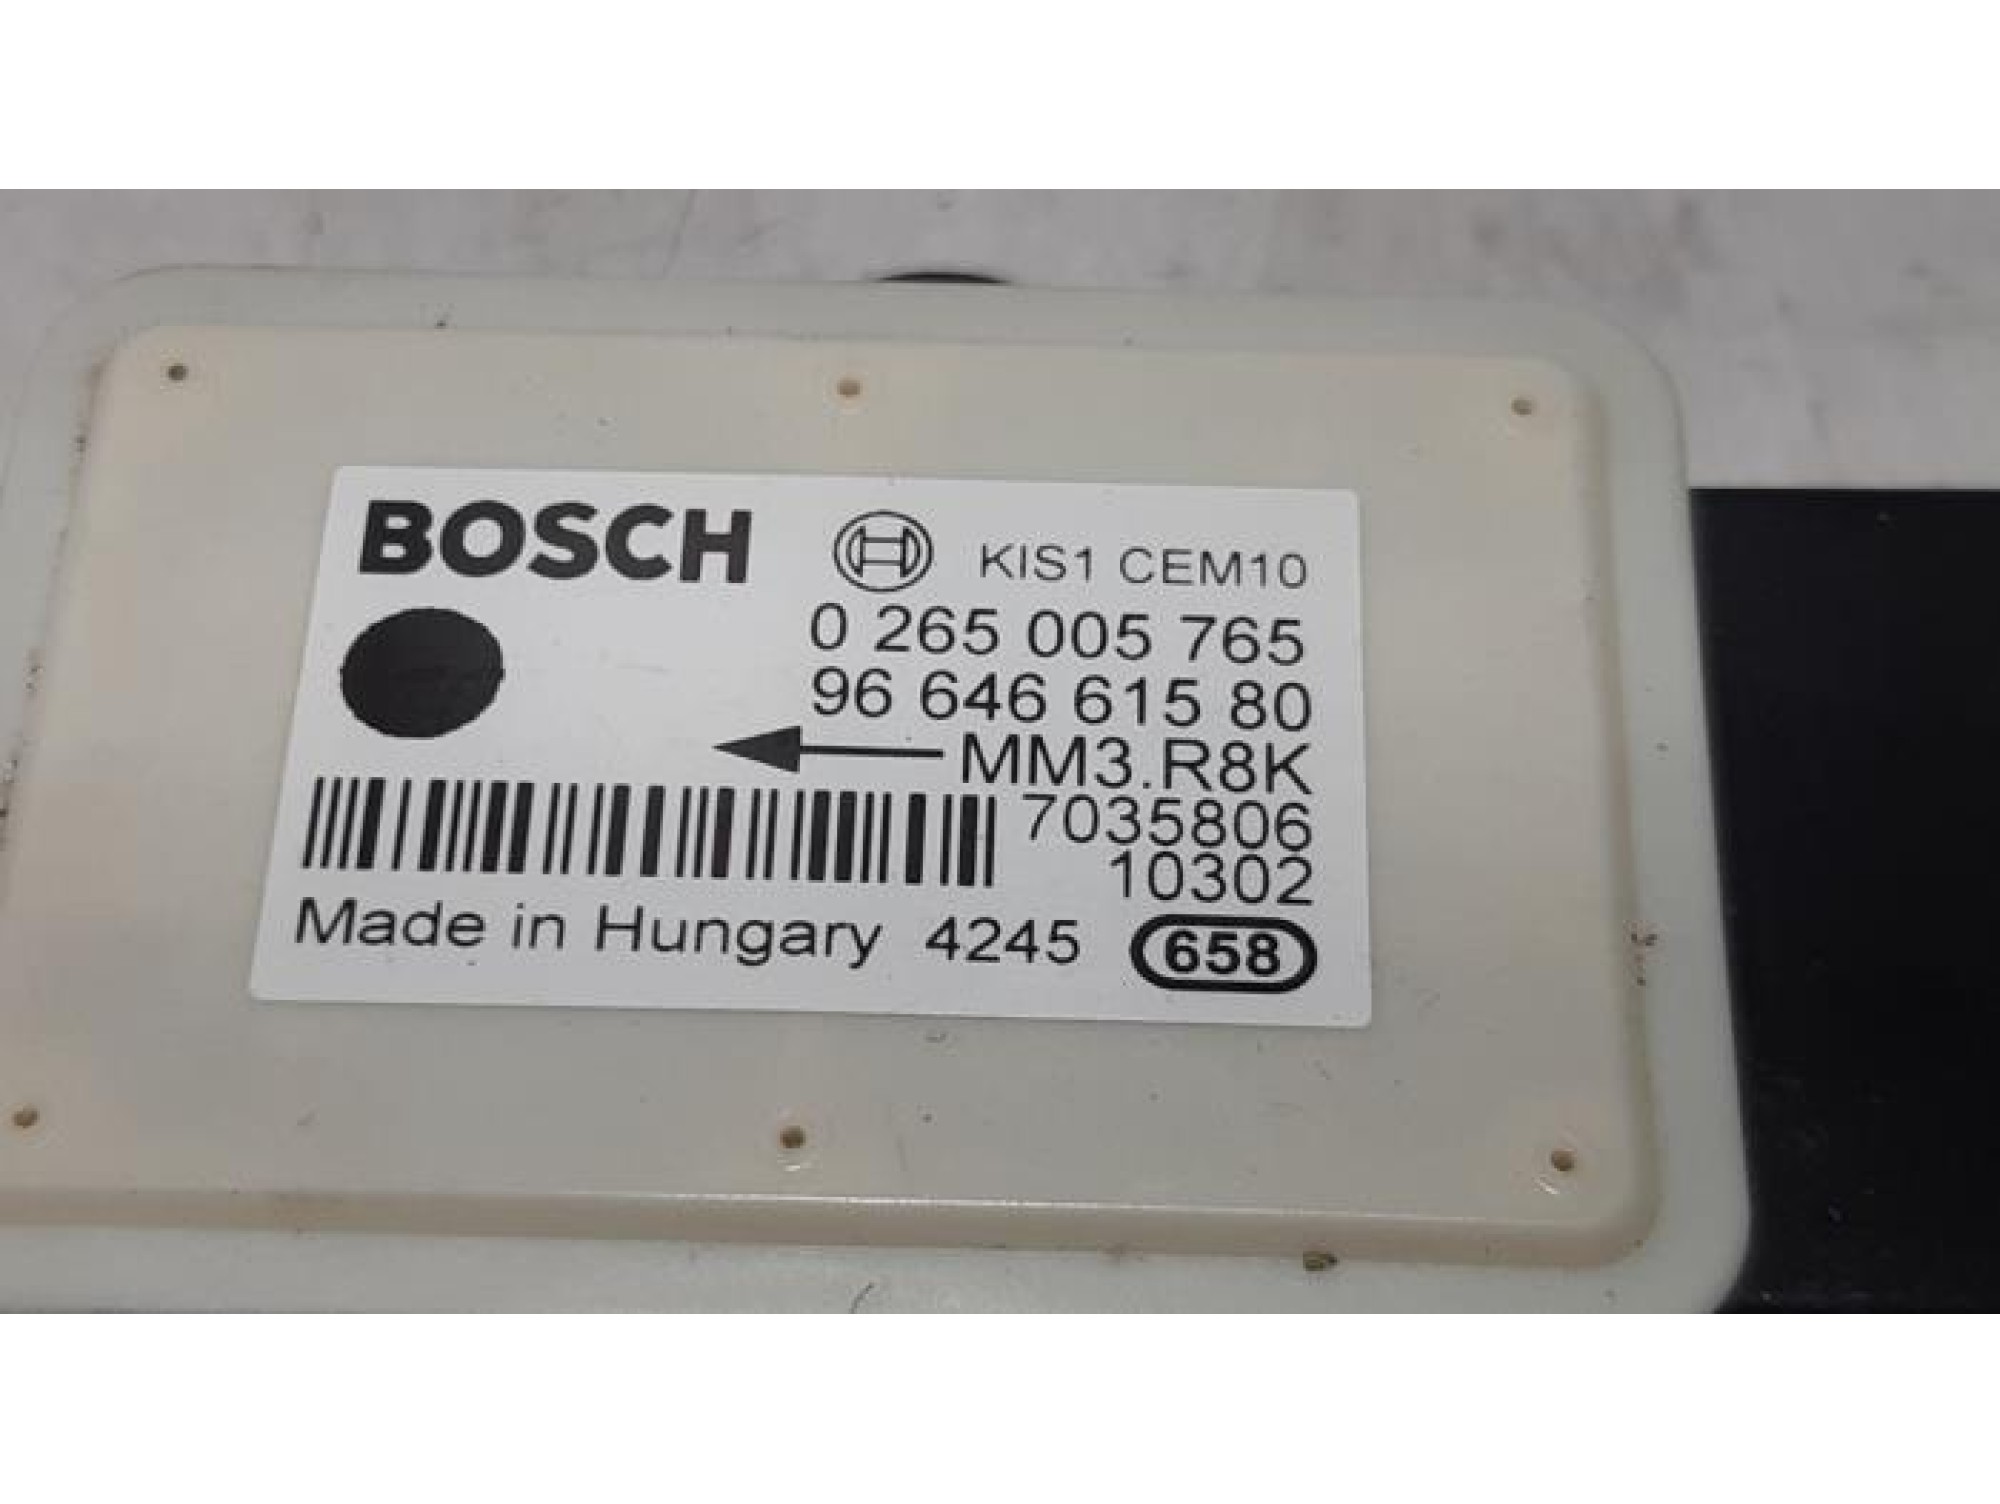 BOSCH KIS1 CEM10
0 265 005 765
96 646 615 80
MM3.R8K
7035806
10302
Made in Hungary 4245 658